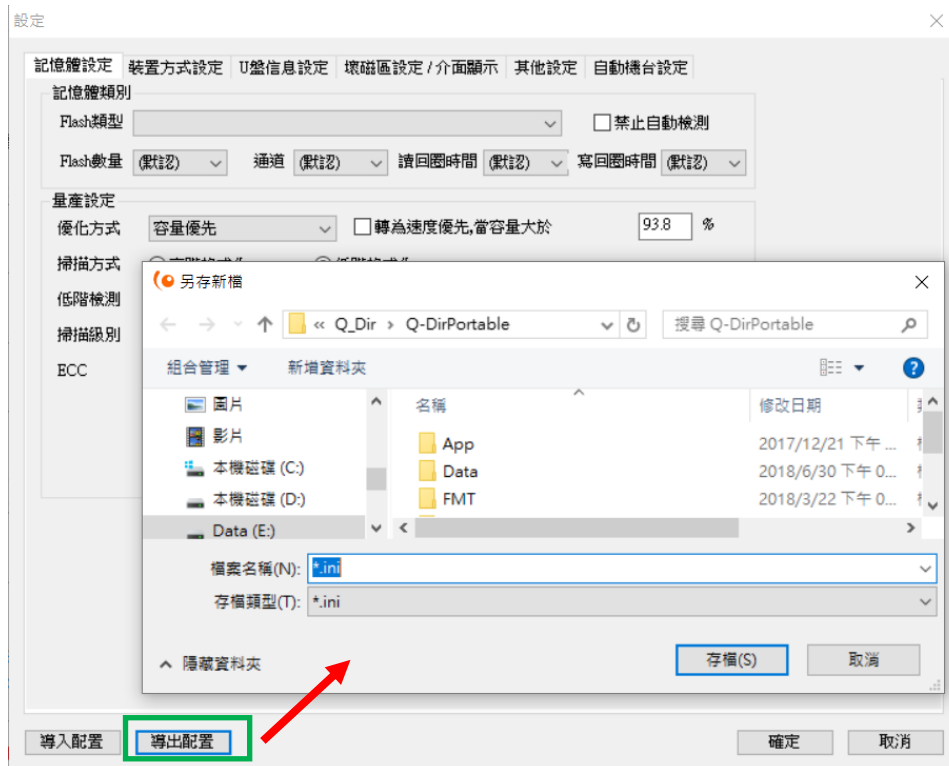 設定
記憶體設定 裝置方式設定 U盤信息設定 壞磁區設定/介面顯示 其他設定 自動機台設定
記憶體類別
Flash類型 禁止自動檢測
Flash數量 (默認) 通道 (默認) 讀回圈時間 (默認) 寫回圈時間 (默認)
量產設定
優化方式 容量優先 轉為速度優先,當容量大於 93.8 %
掃描方式
低階檢測
掃描級別
ECC
另存新檔
« Q_Dir › Q-DirPortable 搜尋 Q-DirPortable
組合管理 新增資料夾
圖片
影片
本機磁碟 (C:)
本機磁碟 (D:)
Data (E:)
名稱 修改日期
App 2017/12/21 下午 ...
Data 2018/6/30 下午 0...
FMT 2018/3/22 下午 0...
檔案名稱(N): *.ini
存檔類型(T): *.ini
隱藏資料夾 存檔(S) 取消
導入配置 導出配置 確定 取消